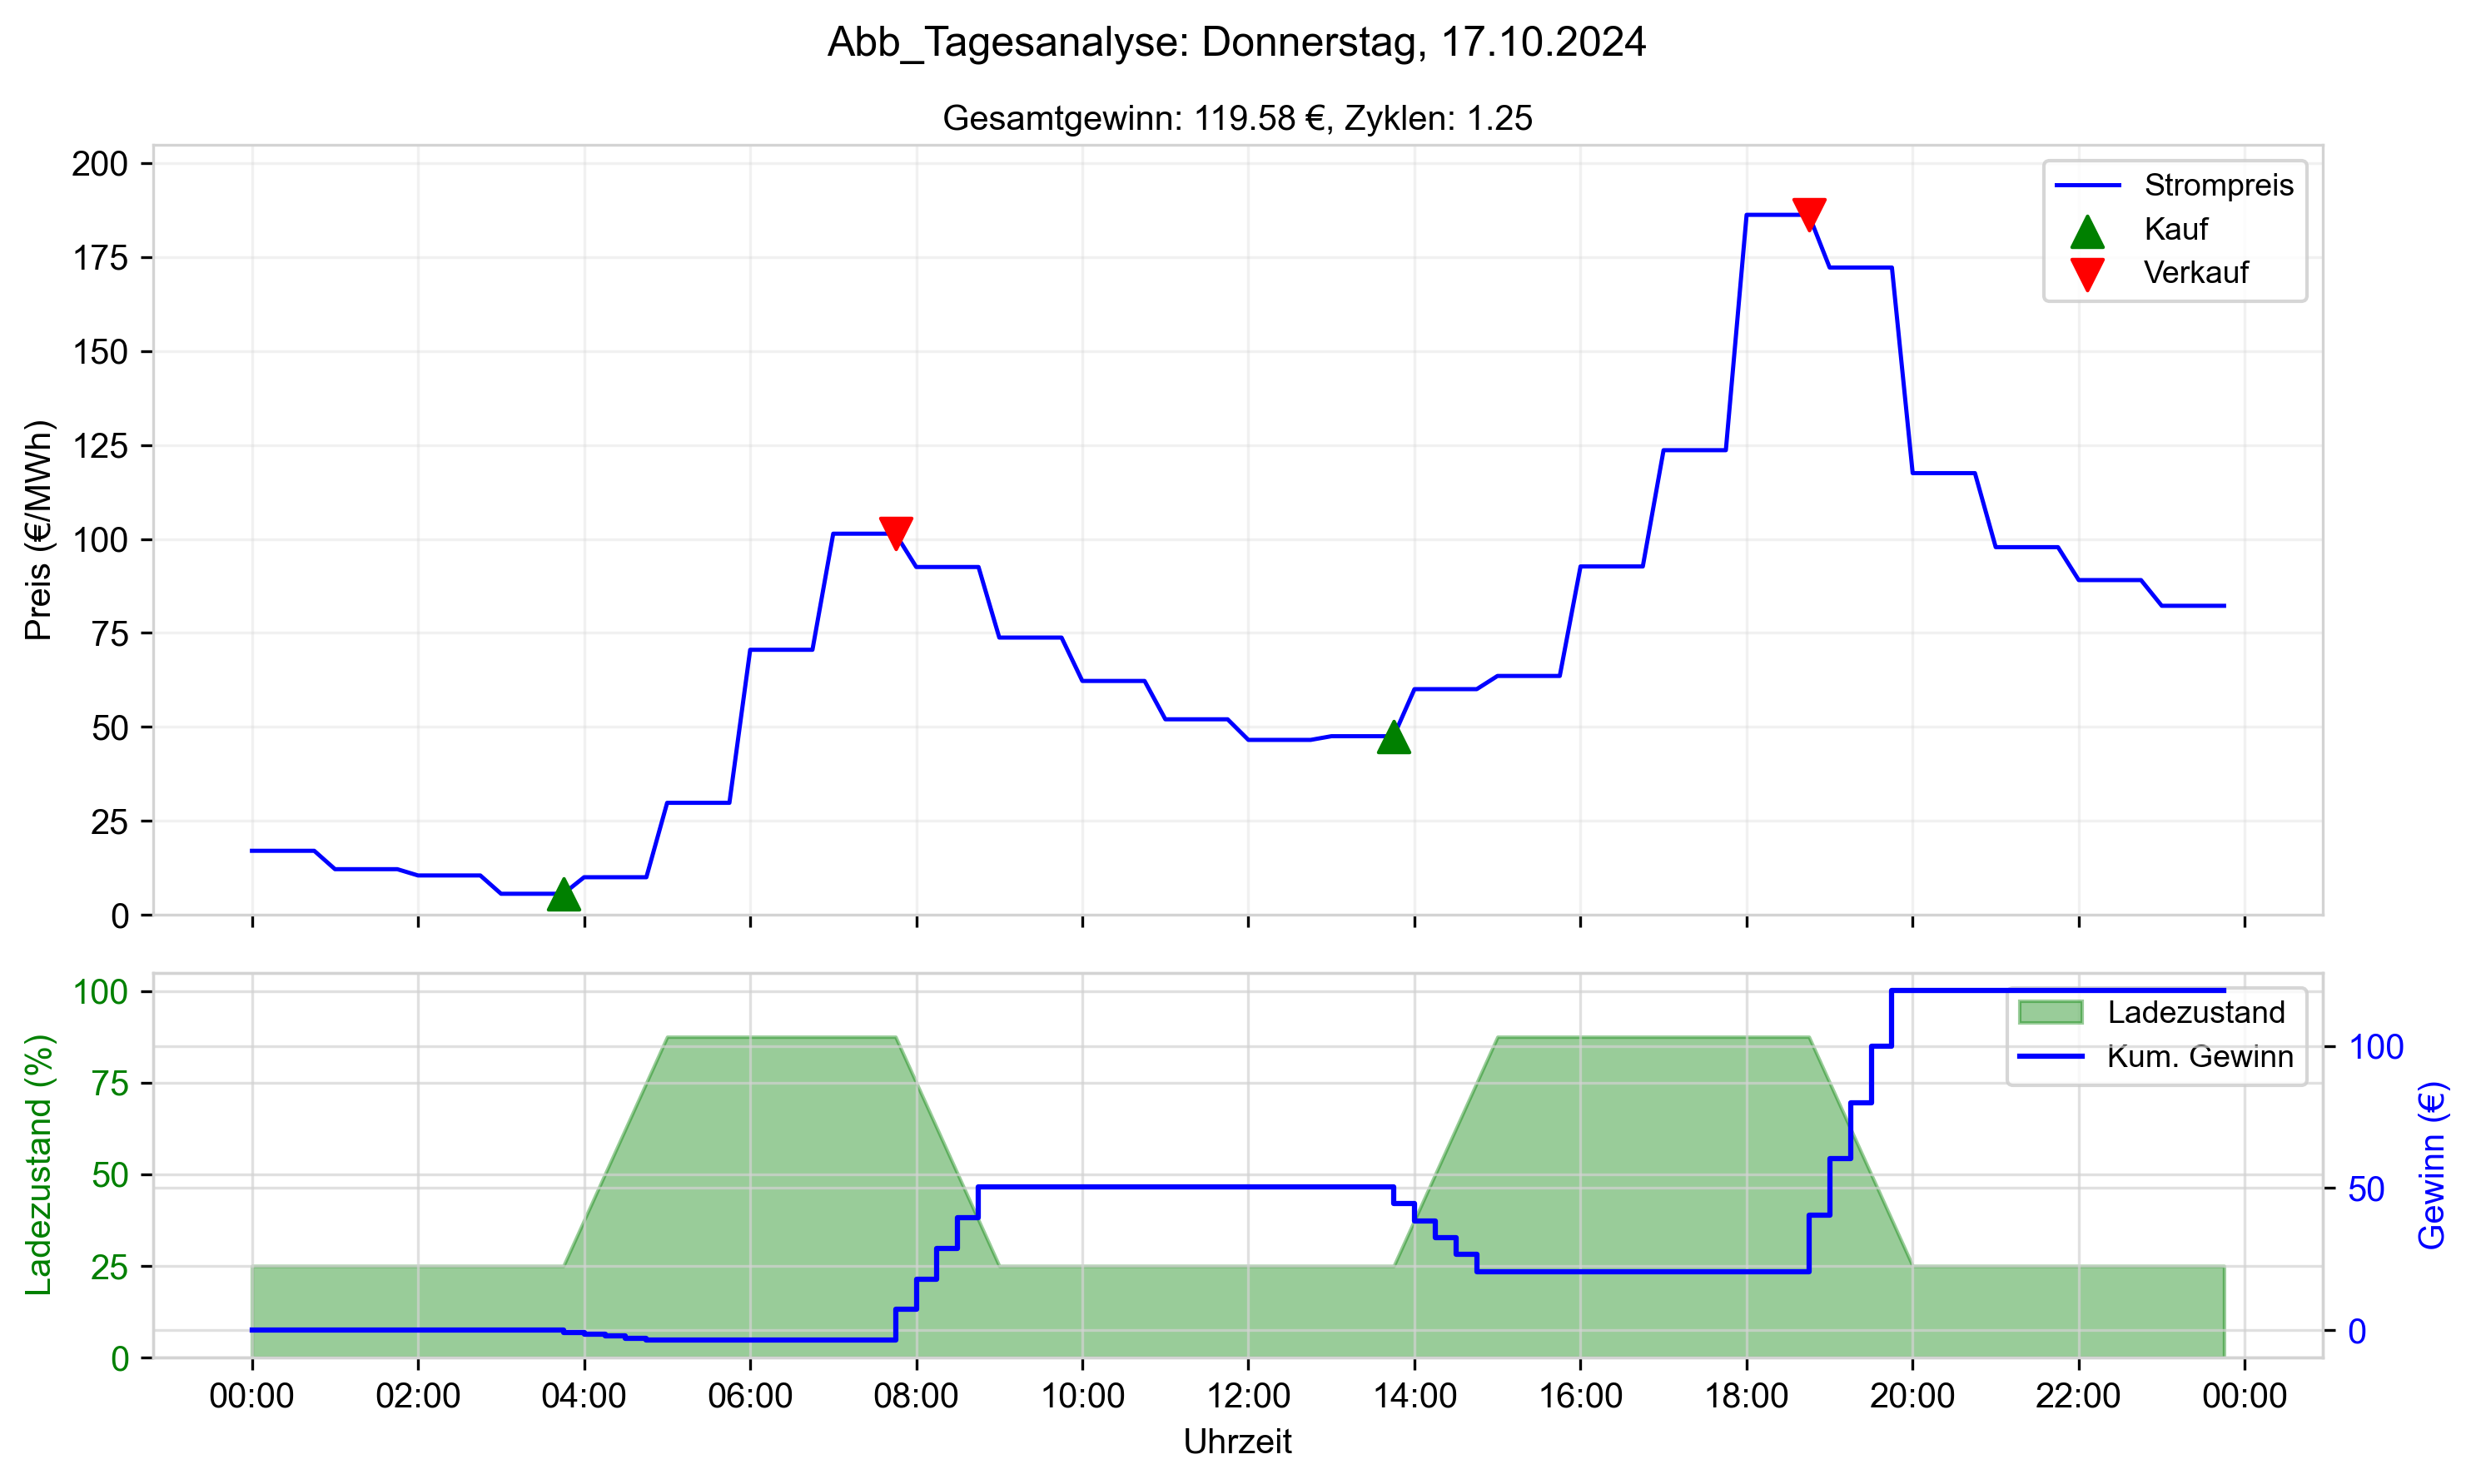 Abb_Tagesanalyse: Donnerstag, 17.10.2024
Gesamtgewinn: 119.58 €, Zyklen: 1.25
Preis (€/MWh)
200
175
150
125
100
75
50
25
0
Strompreis
Kauf
Verkauf
Ladezustand (%)
100
75
50
25
0
Ladezustand
Kum. Gewinn
100
50
0
Gewinn (€)
00:00 02:00 04:00 06:00 08:00 10:00 12:00 14:00 16:00 18:00 20:00 22:00 00:00
Uhrzeit